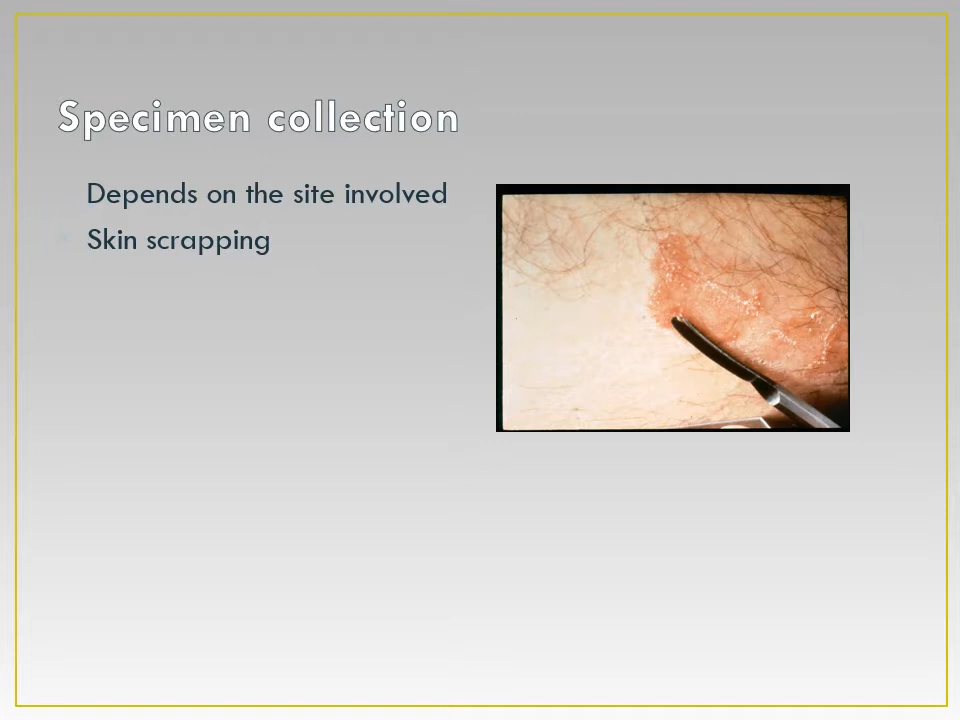 Specimen collection
Depends on the site involved
Skin scrapping